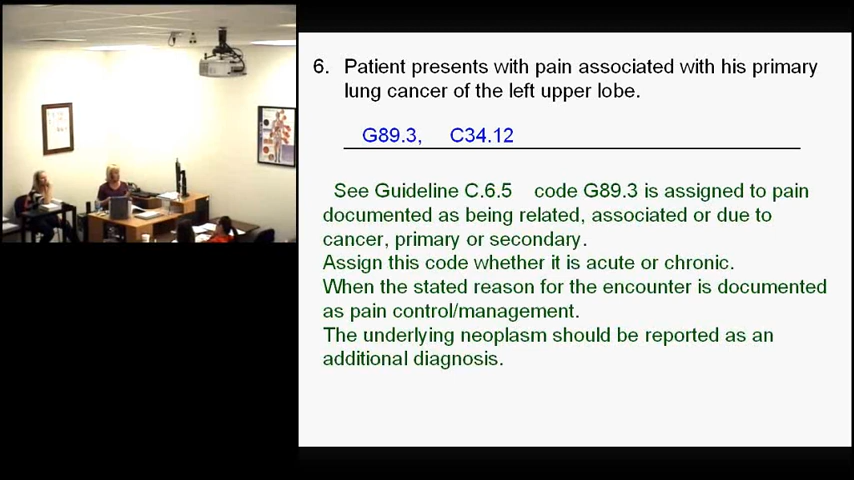 6. Patient presents with pain associated with his primary
lung cancer of the left upper lobe.
G89.3, C34.12
See Guideline C.6.5 code G89.3 is assigned to pain
documented as being related, associated or due to
cancer, primary or secondary.
Assign this code whether it is acute or chronic.
When the stated reason for the encounter is documented
as pain control/management.
The underlying neoplasm should be reported as an
additional diagnosis.